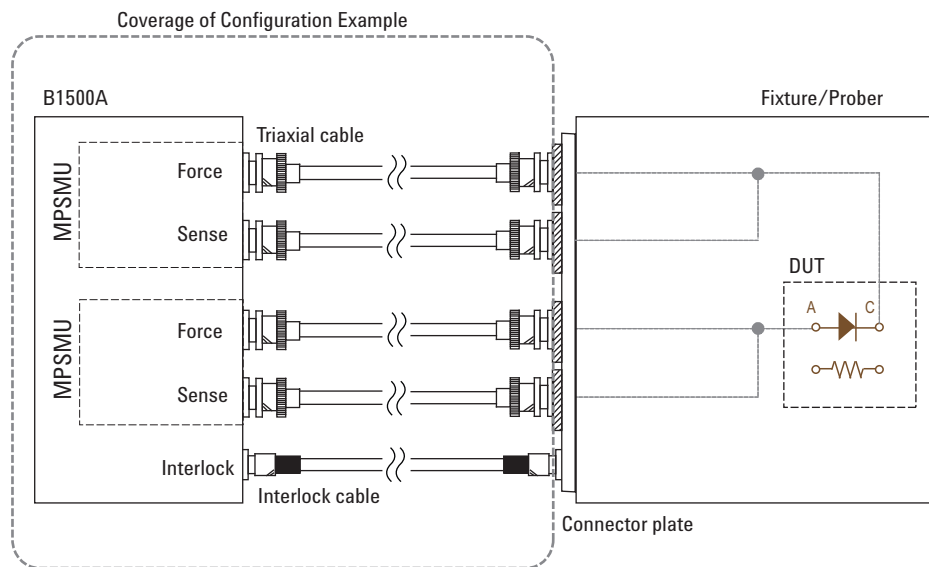 Coverage of Configuration Example
B1500A
Fixture/Prober
Triaxial cable
MPSMU
Force
Sense
DUT
A
C
MPSMU
Force
Sense
Interlock
Interlock cable
Connector plate